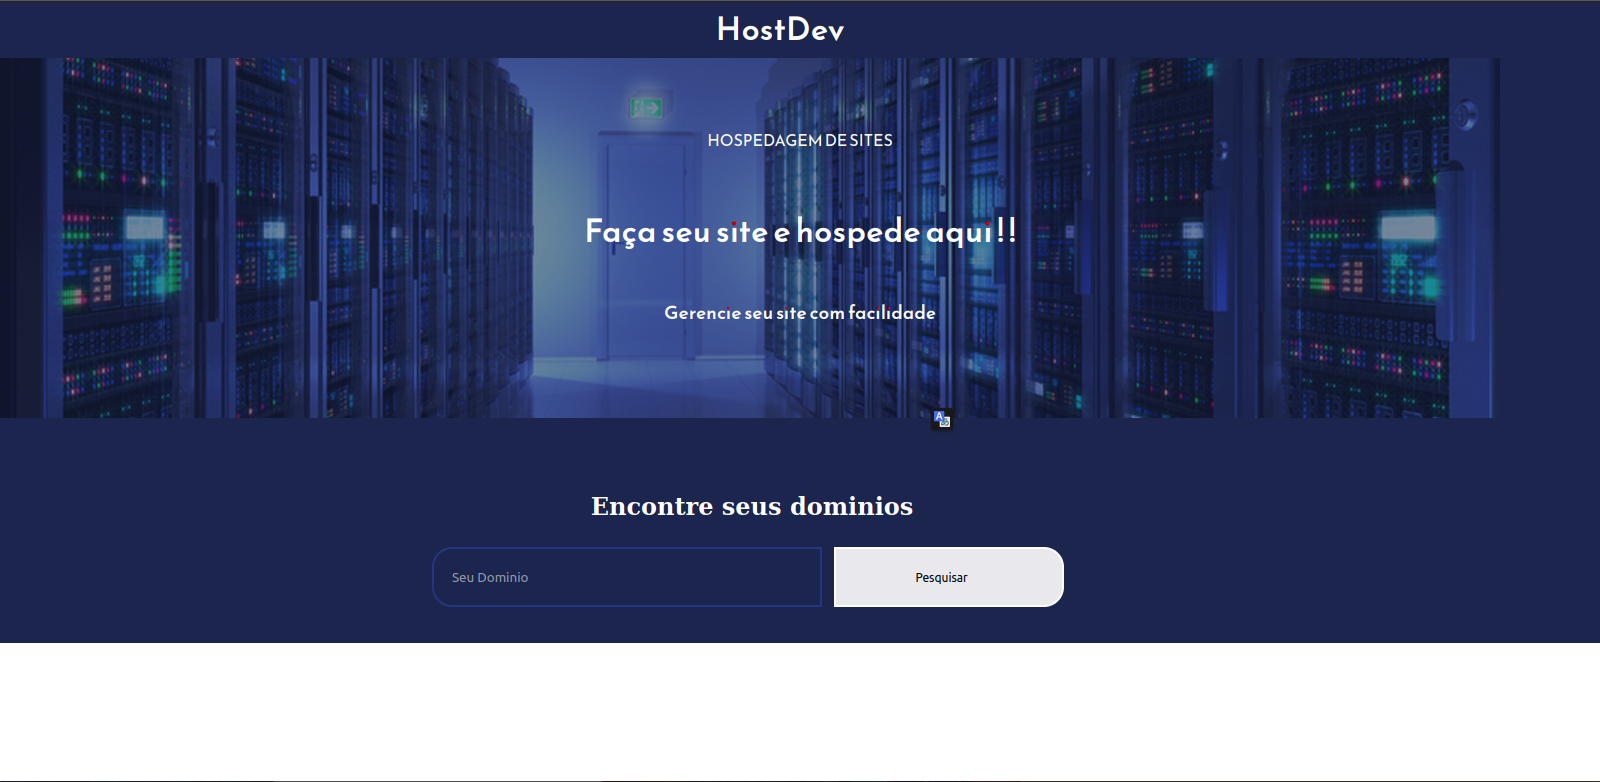 HostDev
HOSPEDAGEM DE SITES
Faça seu site e hospede aqui!!
Gerencie seu site com facilidade
Encontre seus dominios
Seu Dominio
Pesquisar